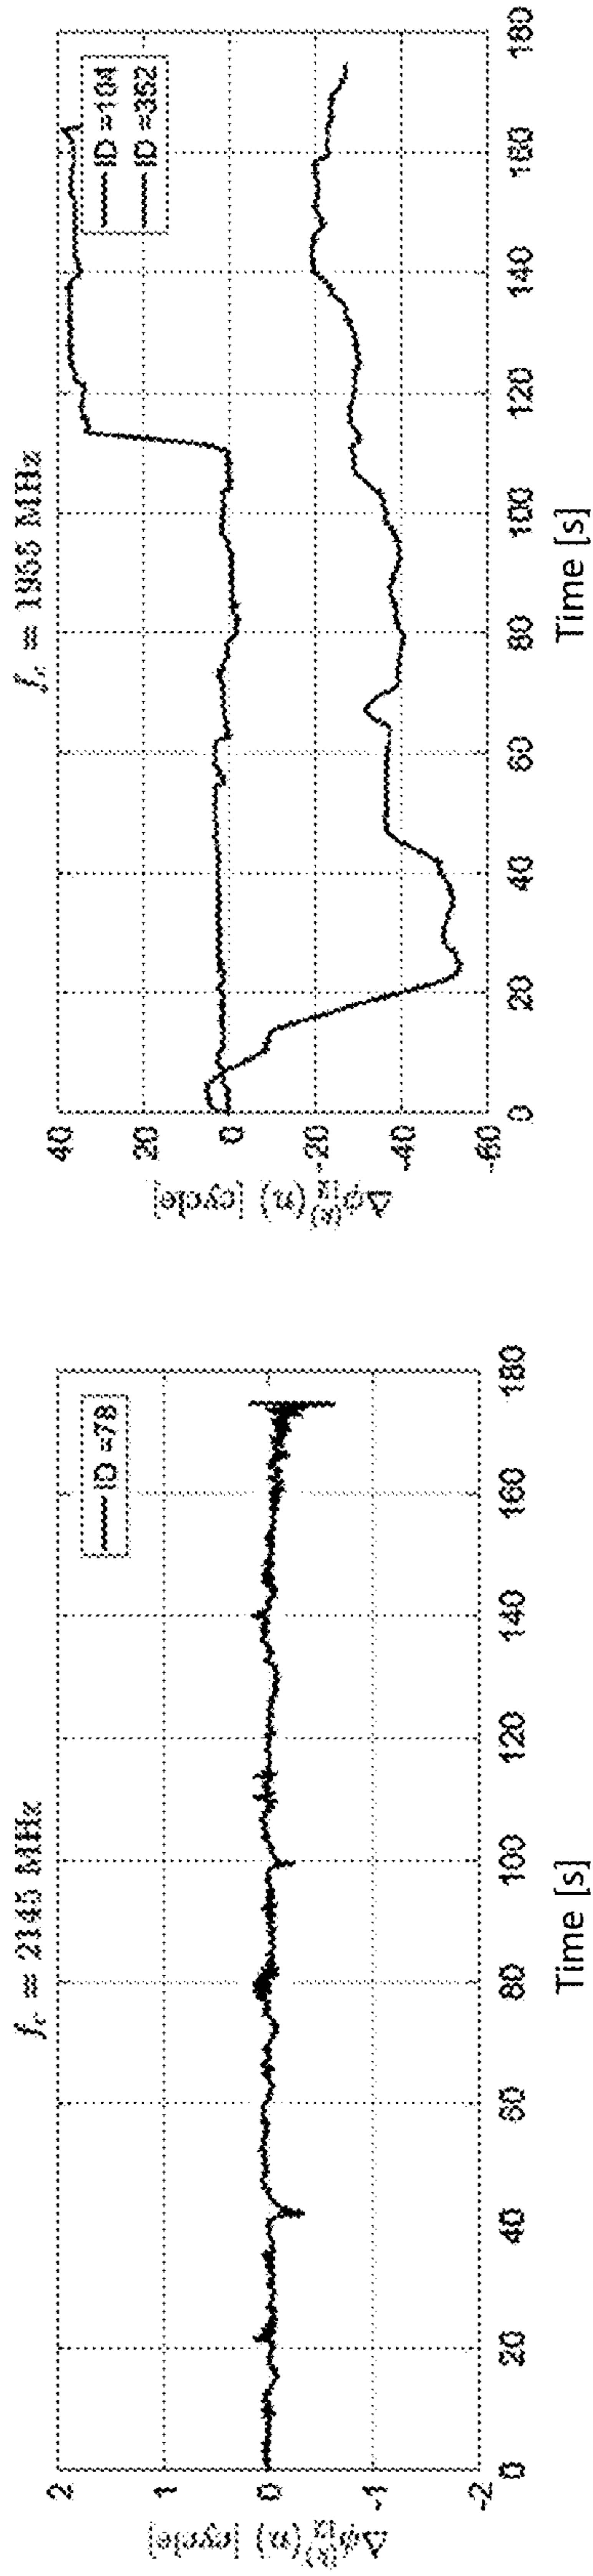 f_c = 2145 MHz
Δϕ_12^(s)(n) [cycle]
2
1
0
-1
-2
ID =78
0 20 40 60 80 100 120 140 160 180
Time [s]
f_c = 1955 MHz
Δϕ_12^(s)(n) [cycle]
40
20
0
-20
-40
-60
ID =104
ID =352
0 20 40 60 80 100 120 140 160 180
Time [s]